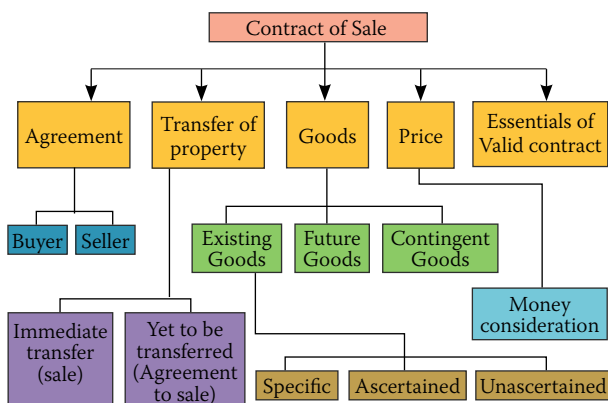 Contract of Sale
Agreement
Transfer of
property
Goods
Price
Essentials of
Valid contract
Buyer
Seller
Existing
Goods
Future
Goods
Contingent
Goods
Immediate
transfer
(sale)
Yet to be
transferred
(Agreement
to sale)
Money
consideration
Specific
Ascertained
Unascertained